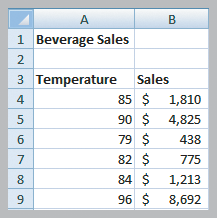 A B
1 Beverage Sales
2
3 Temperature Sales
4 85 $ 1,810
5 90 $ 4,825
6 79 $ 438
7 82 $ 775
8 84 $ 1,213
9 96 $ 8,692